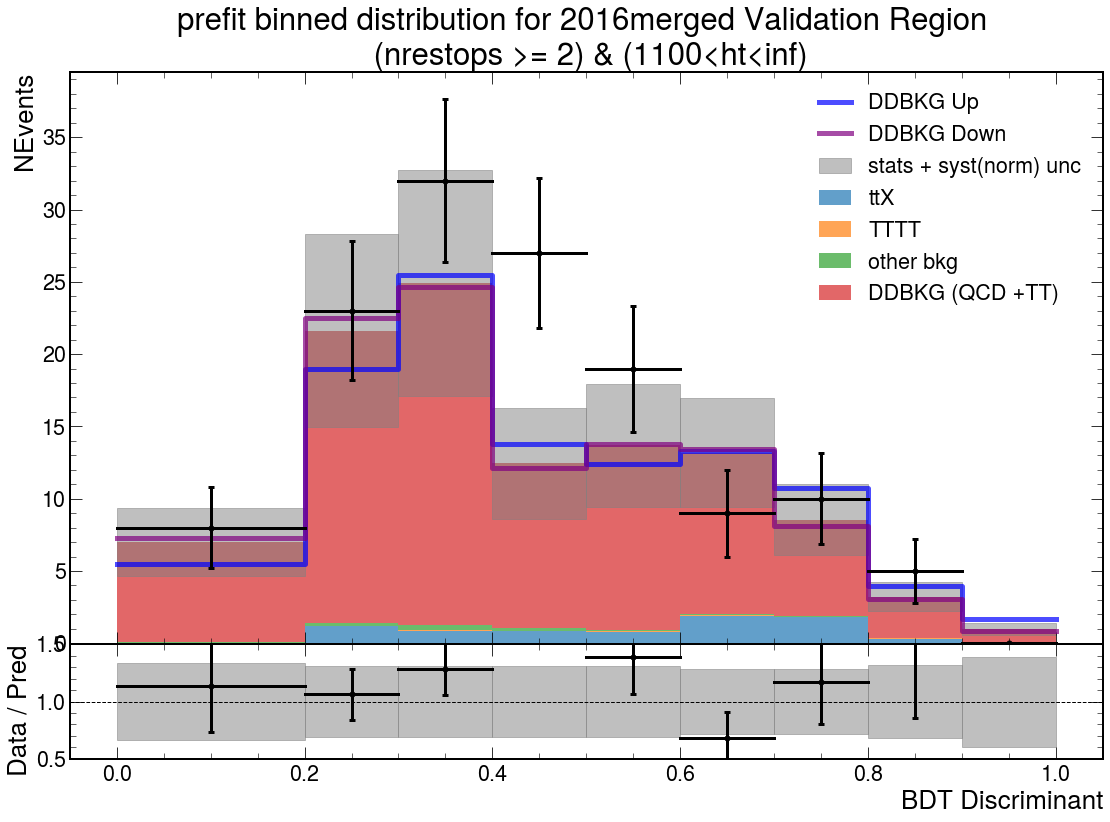 prefit binned distribution for 2016merged Validation Region
(nrestops >= 2) & (1100<ht<inf)
NEvents
35
30
25
20
15
10
5
0
DDBKG Up
DDBKG Down
stats + syst(norm) unc
ttX
TTTT
other bkg
DDBKG (QCD +TT)
Data / Pred
1.5
1.0
0.5
0.0
0.2
0.4
0.6
0.8
1.0
BDT Discriminant